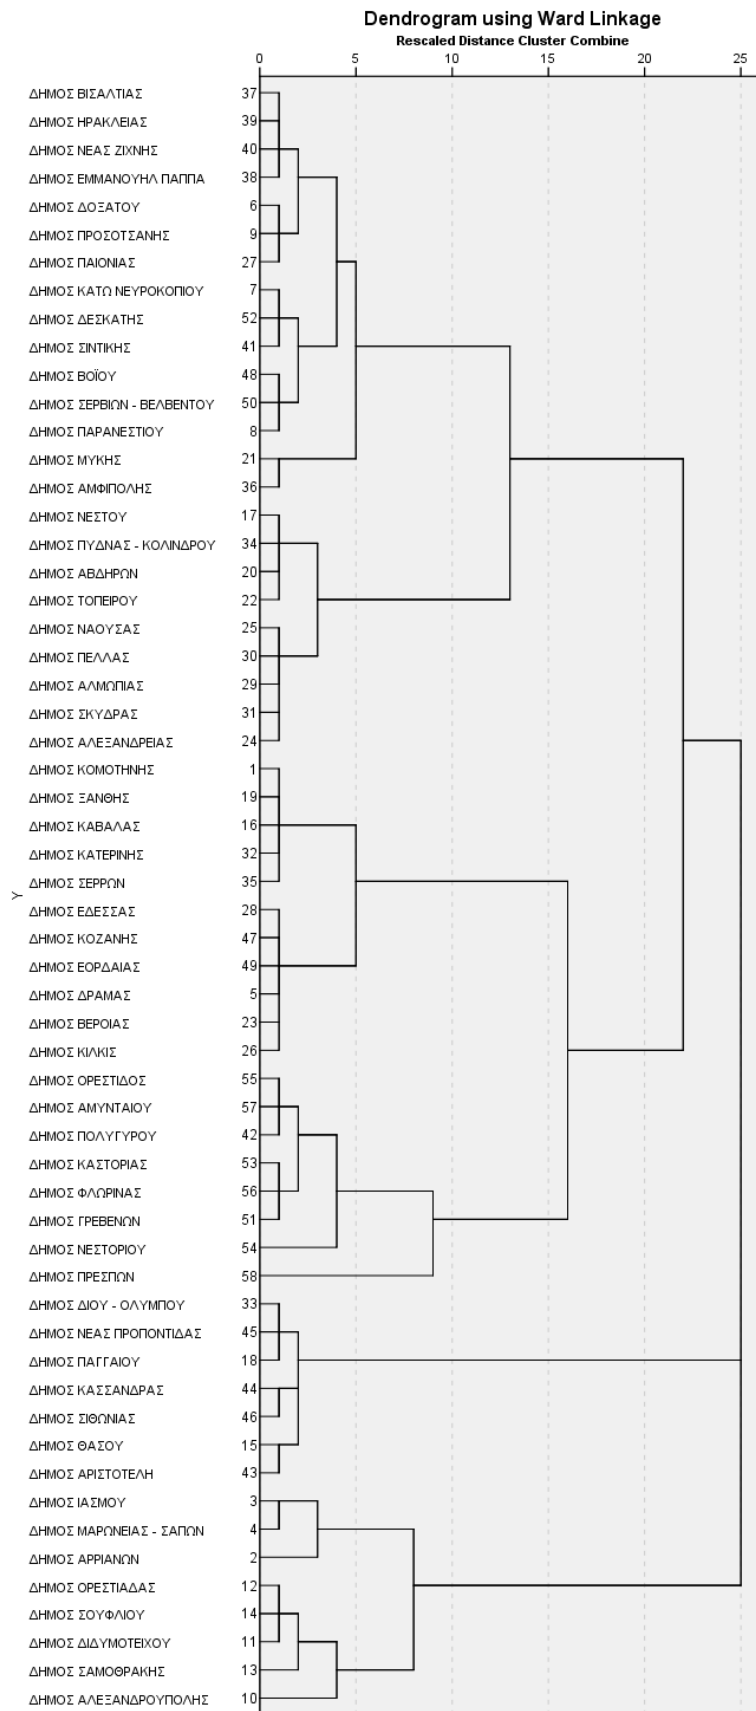 Dendrogram using Ward Linkage
Rescaled Distance Cluster Combine
0 5 10 15 20 25
ΔΗΜΟΣ ΒΙΣΑΛΤΙΑΣ 37
ΔΗΜΟΣ ΗΡΑΚΛΕΙΑΣ 39
ΔΗΜΟΣ ΝΕΑΣ ΖΙΧΝΗΣ 40
ΔΗΜΟΣ ΕΜΜΑΝΟΥΗΛ ΠΑΠΠΑ 38
ΔΗΜΟΣ ΔΟΞΑΤΟΥ 6
ΔΗΜΟΣ ΠΡΟΣΟΤΣΑΝΗΣ 9
ΔΗΜΟΣ ΠΑΙΟΝΙΑΣ 27
ΔΗΜΟΣ ΚΑΤΩ ΝΕΥΡΟΚΟΠΙΟΥ 7
ΔΗΜΟΣ ΔΕΣΚΑΤΗΣ 52
ΔΗΜΟΣ ΣΙΝΤΙΚΗΣ 41
ΔΗΜΟΣ ΒΟΪΟΥ 48
ΔΗΜΟΣ ΣΕΡΒΙΩΝ - ΒΕΛΒΕΝΤΟΥ 50
ΔΗΜΟΣ ΠΑΡΑΝΕΣΤΙΟΥ 8
ΔΗΜΟΣ ΜΥΚΗΣ 21
ΔΗΜΟΣ ΑΜΦΙΠΟΛΗΣ 36
ΔΗΜΟΣ ΝΕΣΤΟΥ 17
ΔΗΜΟΣ ΠΥΔΝΑΣ - ΚΟΛΙΝΔΡΟΥ 34
ΔΗΜΟΣ ΑΒΔΗΡΩΝ 20
ΔΗΜΟΣ ΤΟΠΕΙΡΟΥ 22
ΔΗΜΟΣ ΝΑΟΥΣΑΣ 25
ΔΗΜΟΣ ΠΕΛΛΑΣ 30
ΔΗΜΟΣ ΑΛΜΩΠΙΑΣ 29
ΔΗΜΟΣ ΣΚΥΔΡΑΣ 31
ΔΗΜΟΣ ΑΛΕΞΑΝΔΡΕΙΑΣ 24
ΔΗΜΟΣ ΚΟΜΟΤΗΝΗΣ 1
ΔΗΜΟΣ ΞΑΝΘΗΣ 19
ΔΗΜΟΣ ΚΑΒΑΛΑΣ 16
ΔΗΜΟΣ ΚΑΤΕΡΙΝΗΣ 32
ΔΗΜΟΣ ΣΕΡΡΩΝ 35
Y
ΔΗΜΟΣ ΕΔΕΣΣΑΣ 28
ΔΗΜΟΣ ΚΟΖΑΝΗΣ 47
ΔΗΜΟΣ ΕΟΡΔΑΙΑΣ 49
ΔΗΜΟΣ ΔΡΑΜΑΣ 5
ΔΗΜΟΣ ΒΕΡΟΙΑΣ 23
ΔΗΜΟΣ ΚΙΛΚΙΣ 26
ΔΗΜΟΣ ΟΡΕΣΤΙΔΟΣ 55
ΔΗΜΟΣ ΑΜΥΝΤΑΙΟΥ 57
ΔΗΜΟΣ ΠΟΛΥΓΥΡΟΥ 42
ΔΗΜΟΣ ΚΑΣΤΟΡΙΑΣ 53
ΔΗΜΟΣ ΦΛΩΡΙΝΑΣ 56
ΔΗΜΟΣ ΓΡΕΒΕΝΩΝ 51
ΔΗΜΟΣ ΝΕΣΤΟΡΙΟΥ 54
ΔΗΜΟΣ ΠΡΕΣΠΩΝ 58
ΔΗΜΟΣ ΔΙΟΥ - ΟΛΥΜΠΟΥ 33
ΔΗΜΟΣ ΝΕΑΣ ΠΡΟΠΟΝΤΙΔΑΣ 45
ΔΗΜΟΣ ΠΑΓΓΑΙΟΥ 18
ΔΗΜΟΣ ΚΑΣΣΑΝΔΡΑΣ 44
ΔΗΜΟΣ ΣΙΘΩΝΙΑΣ 46
ΔΗΜΟΣ ΘΑΣΟΥ 15
ΔΗΜΟΣ ΑΡΙΣΤΟΤΕΛΗ 43
ΔΗΜΟΣ ΙΑΣΜΟΥ 3
ΔΗΜΟΣ ΜΑΡΩΝΕΙΑΣ - ΣΑΠΩΝ 4
ΔΗΜΟΣ ΑΡΡΙΑΝΩΝ 2
ΔΗΜΟΣ ΟΡΕΣΤΙΑΔΑΣ 12
ΔΗΜΟΣ ΣΟΥΦΛΙΟΥ 14
ΔΗΜΟΣ ΔΙΔΥΜΟΤΕΙΧΟΥ 11
ΔΗΜΟΣ ΣΑΜΟΘΡΑΚΗΣ 13
ΔΗΜΟΣ ΑΛΕΞΑΝΔΡΟΥΠΟΛΗΣ 10